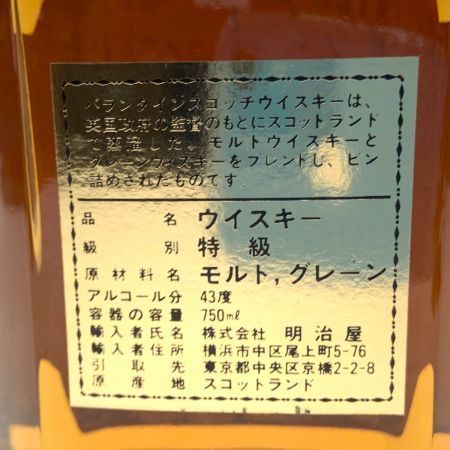 バランタインスコッチウイスキーは、
英国政府の監督のもとにスコットランド
で蒸溜した、モルトウイスキーと
グレーンウイスキーをブレンドし、ビン
詰めされたものです
品名 ウイスキー
級別 特級
原材料名 モルト,グレーン
アルコール分 43度
容器の容量 750mℓ
輸入者氏名 株式会社 明治屋
輸入者住所 横浜市中区尾上町5-76
引取先 東京都中央区京橋2-2-8
原産地 スコットランド